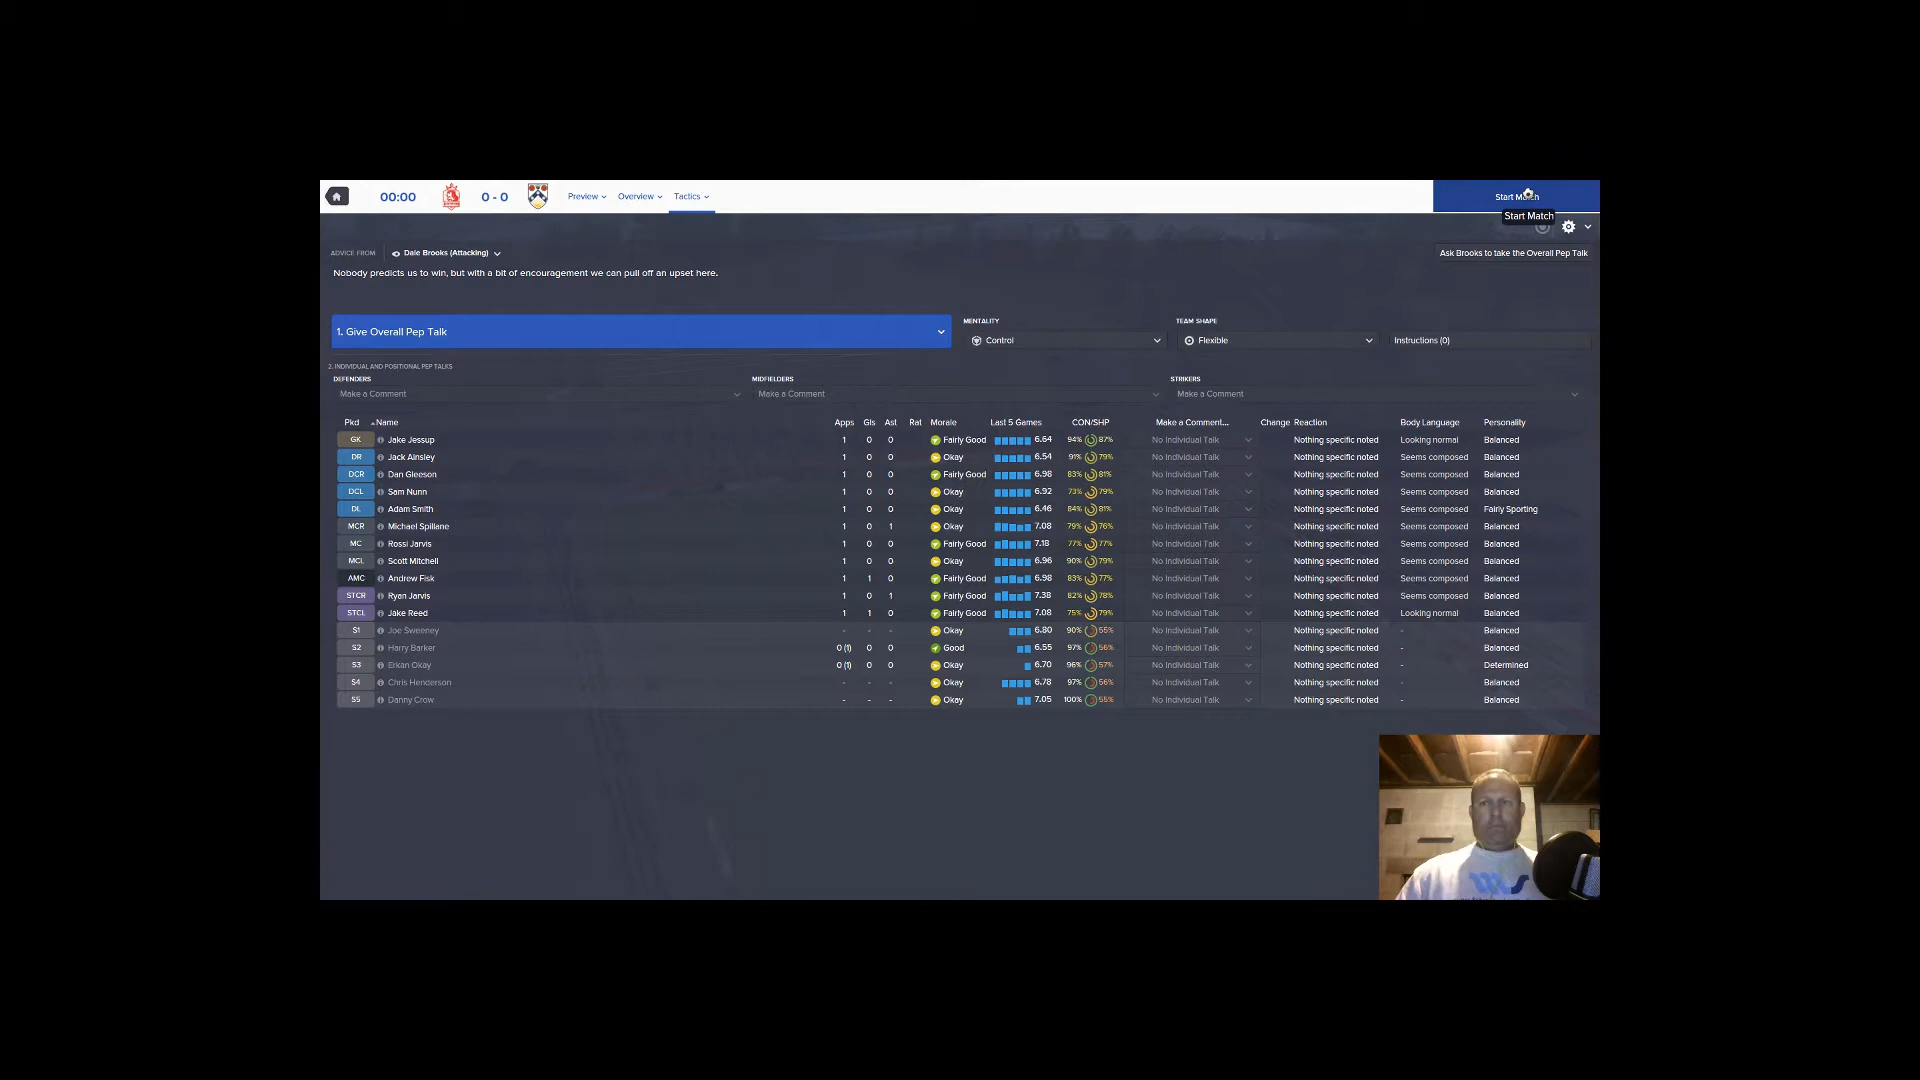 00:00 0 - 0 Preview Overview Tactics Start Match
Start Match
ADVICE FROM Dale Brooks (Attacking) Ask Brooks to take the Overall Pep Talk
Nobody predicts us to win, but with a bit of encouragement we can pull off an upset here.
MENTALITY TEAM SHAPE
1. Give Overall Pep Talk Control Flexible Instructions (0)
2. INDIVIDUAL AND POSITIONAL PEP TALKS
DEFENDERS MIDFIELDERS STRIKERS
Make a Comment Make a Comment Make a Comment
Pkd Name Apps Gls Ast Rat Morale Last 5 Games CON/SHP Make a Comment... Change Reaction Body Language Personality
GK Jake Jessup 1 0 0 Fairly Good 6.64 94% 87% No Individual Talk Nothing specific noted Looking normal Balanced
DR Jack Ainsley 1 0 0 Okay 6.54 91% 79% No Individual Talk Nothing specific noted Seems composed Balanced
DCR Dan Gleeson 1 0 0 Fairly Good 6.98 83% 81% No Individual Talk Nothing specific noted Seems composed Balanced
DCL Sam Nunn 1 0 0 Okay 6.92 73% 79% No Individual Talk Nothing specific noted Seems composed Balanced
DL Adam Smith 1 0 0 Okay 6.46 84% 81% No Individual Talk Nothing specific noted Seems composed Fairly Sporting
MCR Michael Spillane 1 0 1 Okay 7.08 79% 76% No Individual Talk Nothing specific noted Seems composed Balanced
MC Rossi Jarvis 1 0 0 Fairly Good 7.18 77% 77% No Individual Talk Nothing specific noted Seems composed Balanced
MCL Scott Mitchell 1 0 0 Okay 6.96 90% 79% No Individual Talk Nothing specific noted Seems composed Balanced
AMC Andrew Fisk 1 1 0 Fairly Good 6.98 83% 77% No Individual Talk Nothing specific noted Seems composed Balanced
STCR Ryan Jarvis 1 0 1 Fairly Good 7.38 82% 78% No Individual Talk Nothing specific noted Seems composed Balanced
STCL Jake Reed 1 1 0 Fairly Good 7.08 75% 79% No Individual Talk Nothing specific noted Looking normal Balanced
S1 Joe Sweeney - - - Okay 6.80 90% 55% No Individual Talk Nothing specific noted - Balanced
S2 Harry Barker 0 (1) 0 0 Good 6.55 97% 56% No Individual Talk Nothing specific noted - Balanced
S3 Erkan Okay 0 (1) 0 0 Okay 6.70 96% 57% No Individual Talk Nothing specific noted - Determined
S4 Chris Henderson - - - Okay 6.78 97% 56% No Individual Talk Nothing specific noted - Balanced
S5 Danny Crow - - - Okay 7.05 100% 55% No Individual Talk Nothing specific noted - Balanced